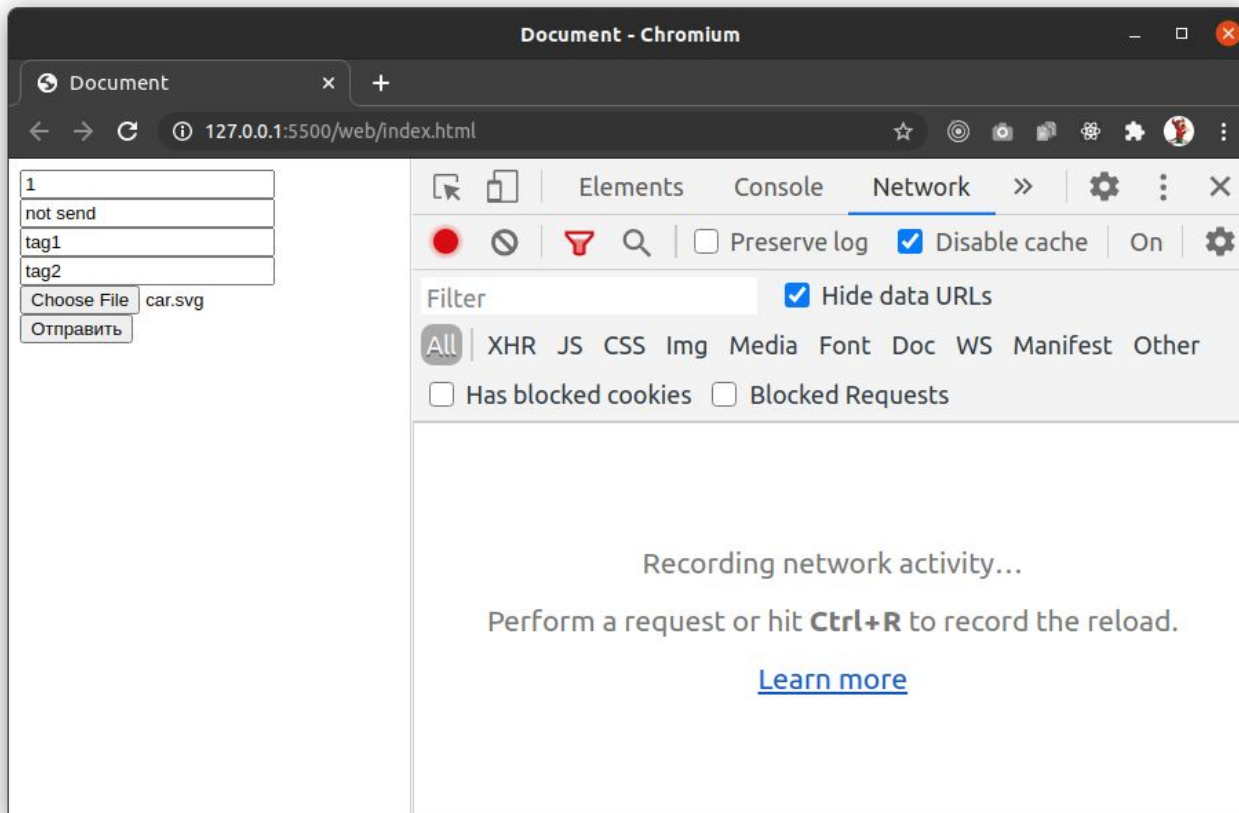 Document - Chromium
Document
127.0.0.1:5500/web/index.html
1
not send
tag1
tag2
Choose File car.svg
Отправить
Elements Console Network
Preserve log Disable cache On
Filter Hide data URLs
All XHR JS CSS Img Media Font Doc WS Manifest Other
Has blocked cookies Blocked Requests
Recording network activity…
Perform a request or hit Ctrl+R to record the reload.
Learn more